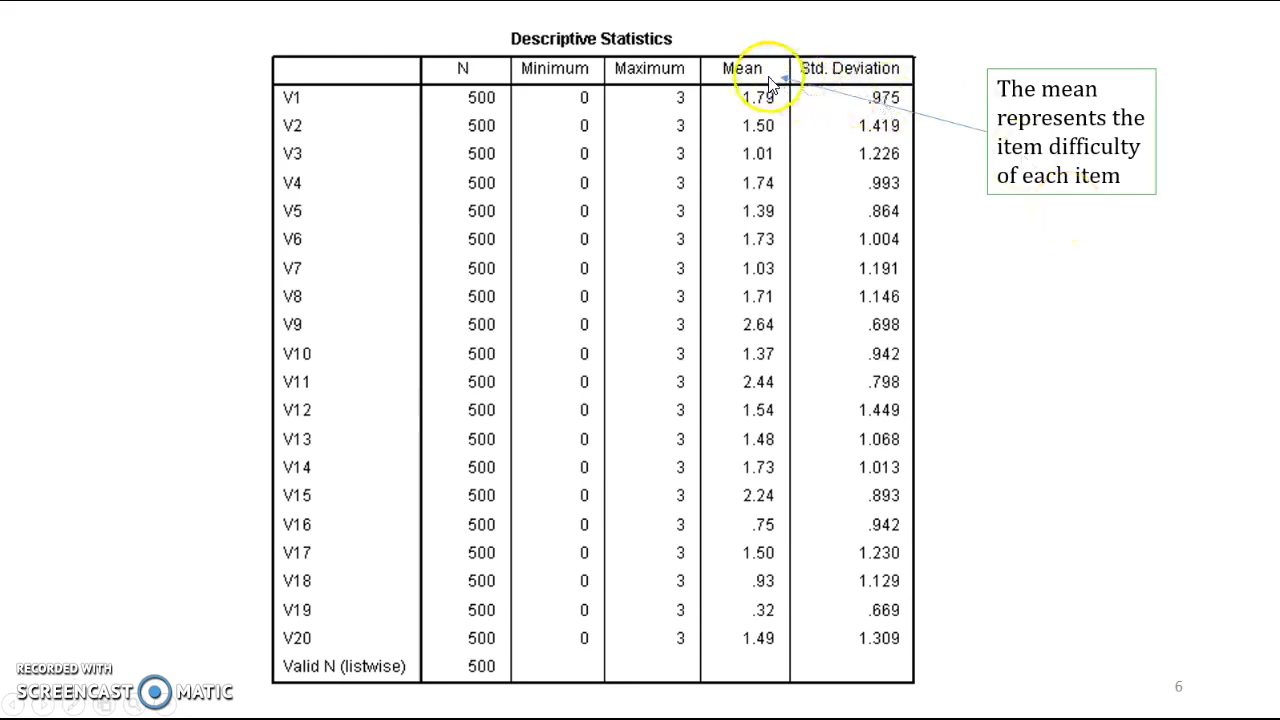 Descriptive Statistics
N Minimum Maximum Mean Std. Deviation
V1 500 0 3 1.79 .975
V2 500 0 3 1.50 1.419
V3 500 0 3 1.01 1.226
V4 500 0 3 1.74 .993
V5 500 0 3 1.39 .864
V6 500 0 3 1.73 1.004
V7 500 0 3 1.03 1.191
V8 500 0 3 1.71 1.146
V9 500 0 3 2.64 .698
V10 500 0 3 1.37 .942
V11 500 0 3 2.44 .798
V12 500 0 3 1.54 1.449
V13 500 0 3 1.48 1.068
V14 500 0 3 1.73 1.013
V15 500 0 3 2.24 .893
V16 500 0 3 .75 .942
V17 500 0 3 1.50 1.230
V18 500 0 3 .93 1.129
V19 500 0 3 .32 .669
V20 500 0 3 1.49 1.309
Valid N (listwise) 500
The mean
represents the
item difficulty
of each item
RECORDED WITH
SCREENCAST MATIC
6